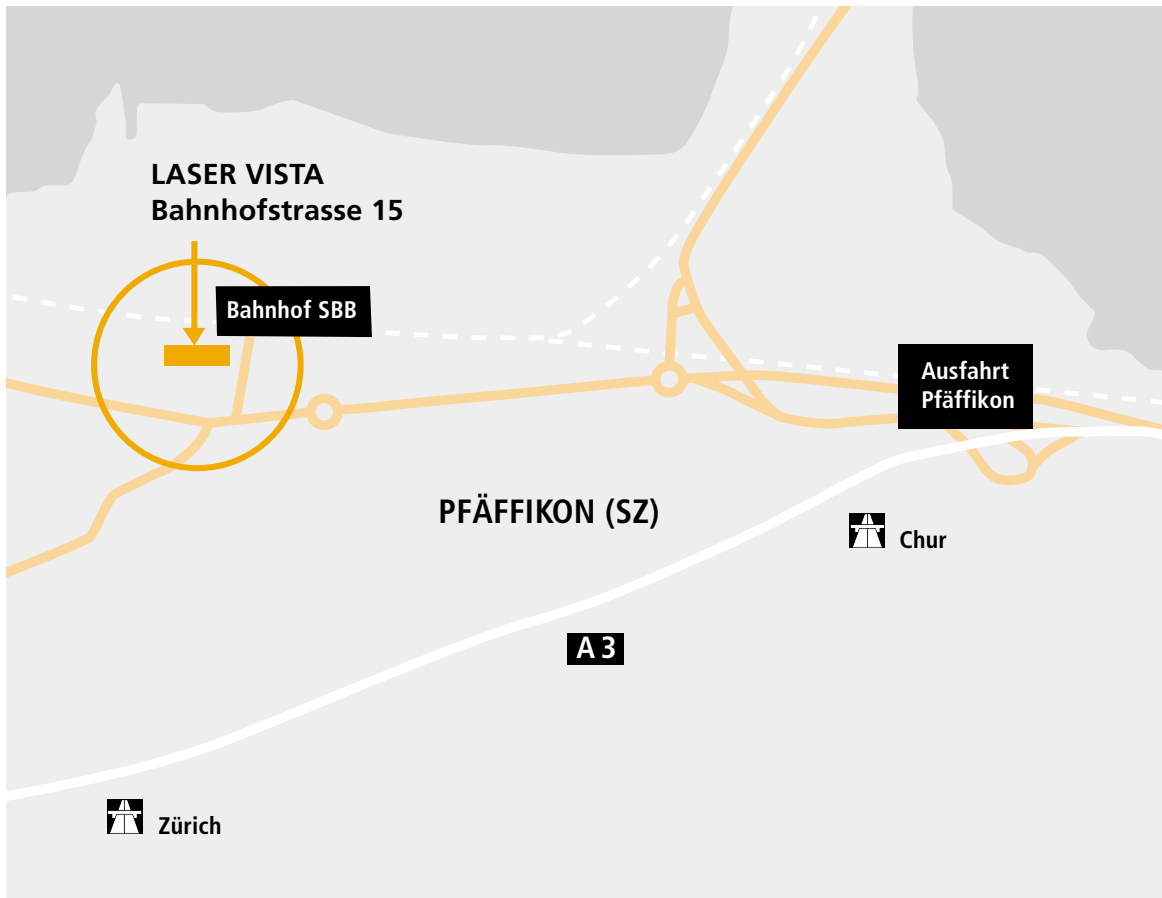 LASER VISTA
Bahnhofstrasse 15
Bahnhof SBB
Ausfahrt
Pfäffikon
PFÄFFIKON (SZ)
Chur
A 3
Zürich